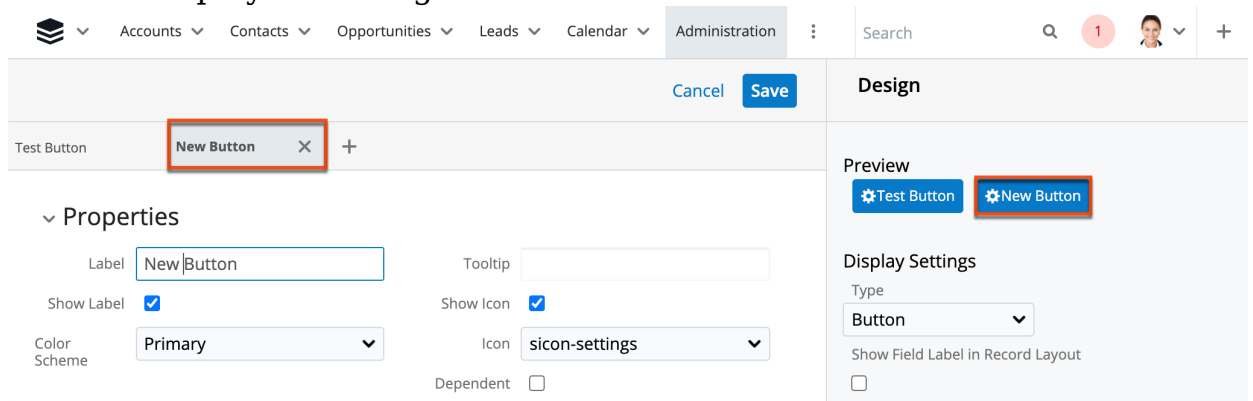 Accounts Contacts Opportunities Leads Calendar Administration Search 1
Cancel Save Design
Test Button New Button
Preview
Test Button New Button
Properties
Label New Button Tooltip
Display Settings
Type
Show Label Show Icon
Button
Color Scheme Primary Icon sicon-settings
Show Field Label in Record Layout
Dependent